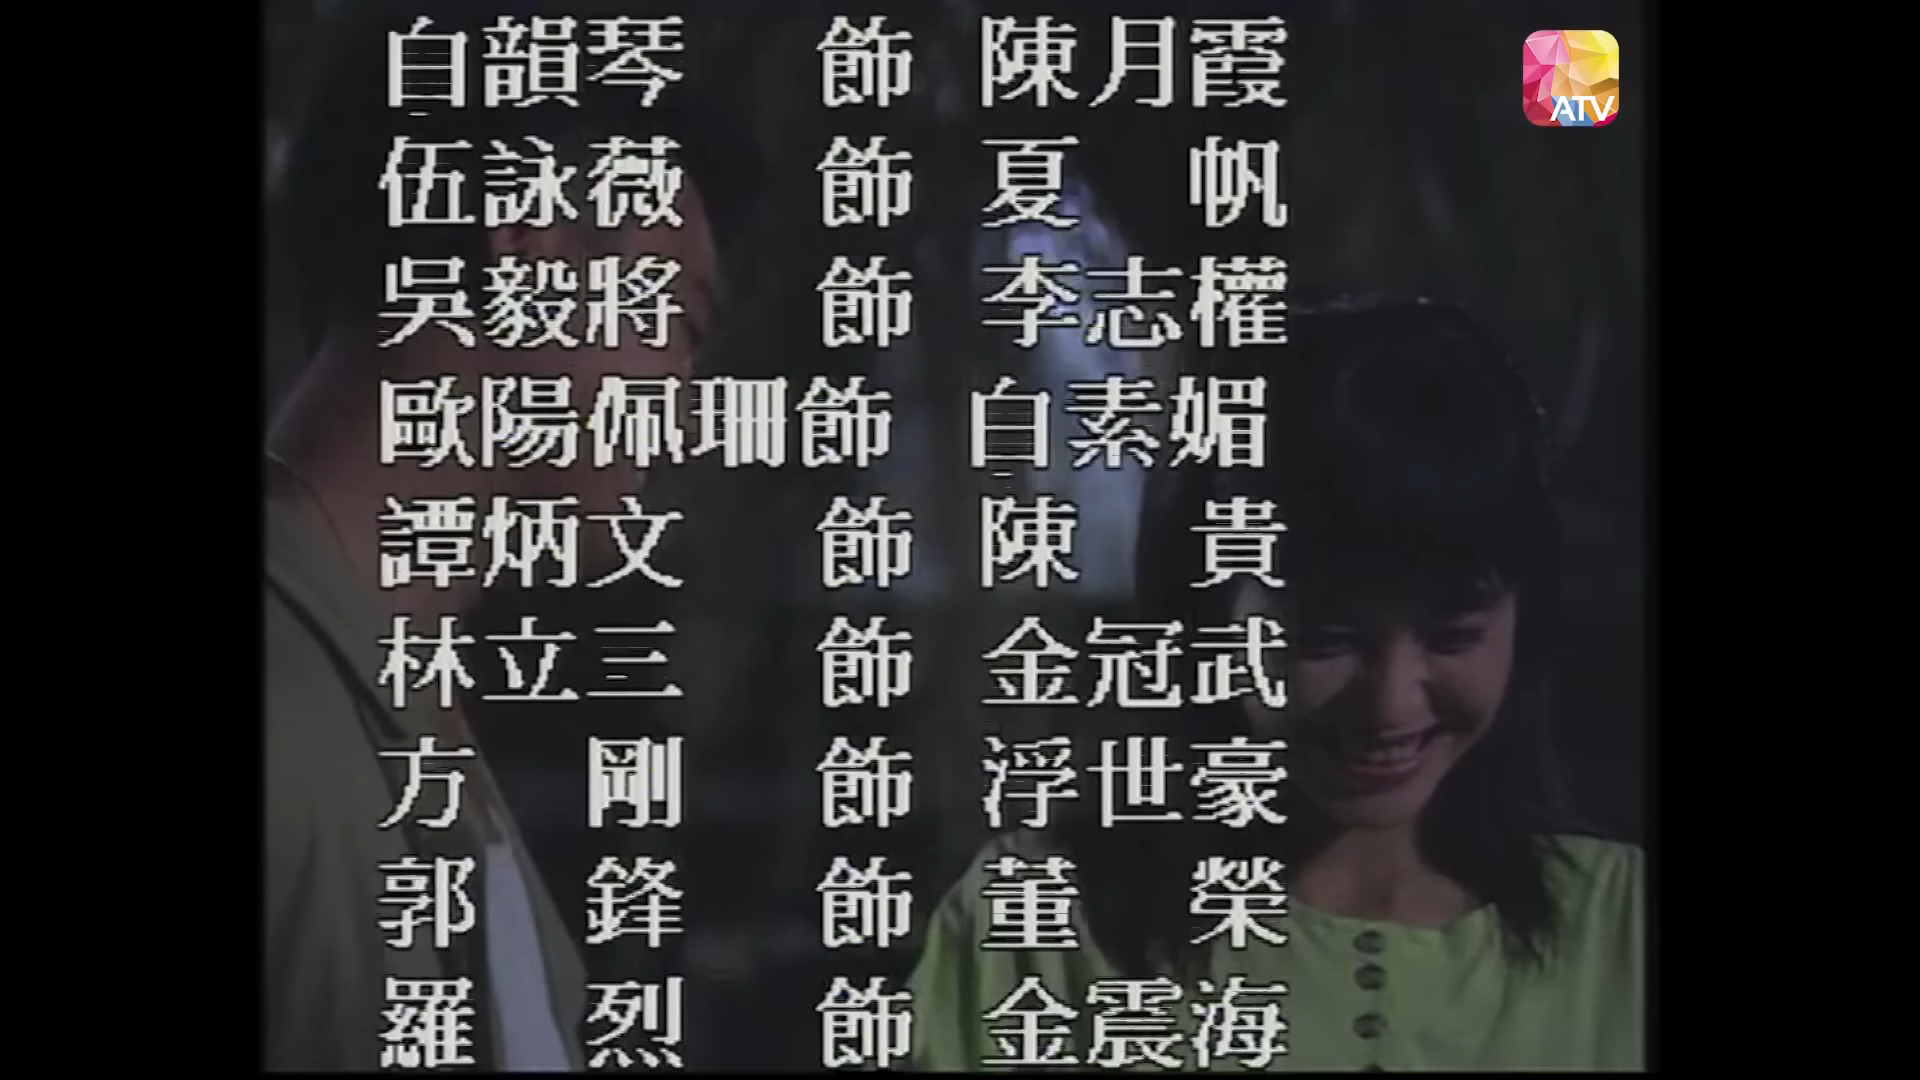 白韻琴 飾 陳月霞
ATV
伍詠薇 飾 夏 帆
吳毅將 飾 李志權
歐陽佩珊飾 白素媚
譚炳文 飾 陳 貴
林立三 飾 金冠武
方 剛 飾 浮世豪
郭 鋒 飾 董 榮
羅 烈 飾 金震海